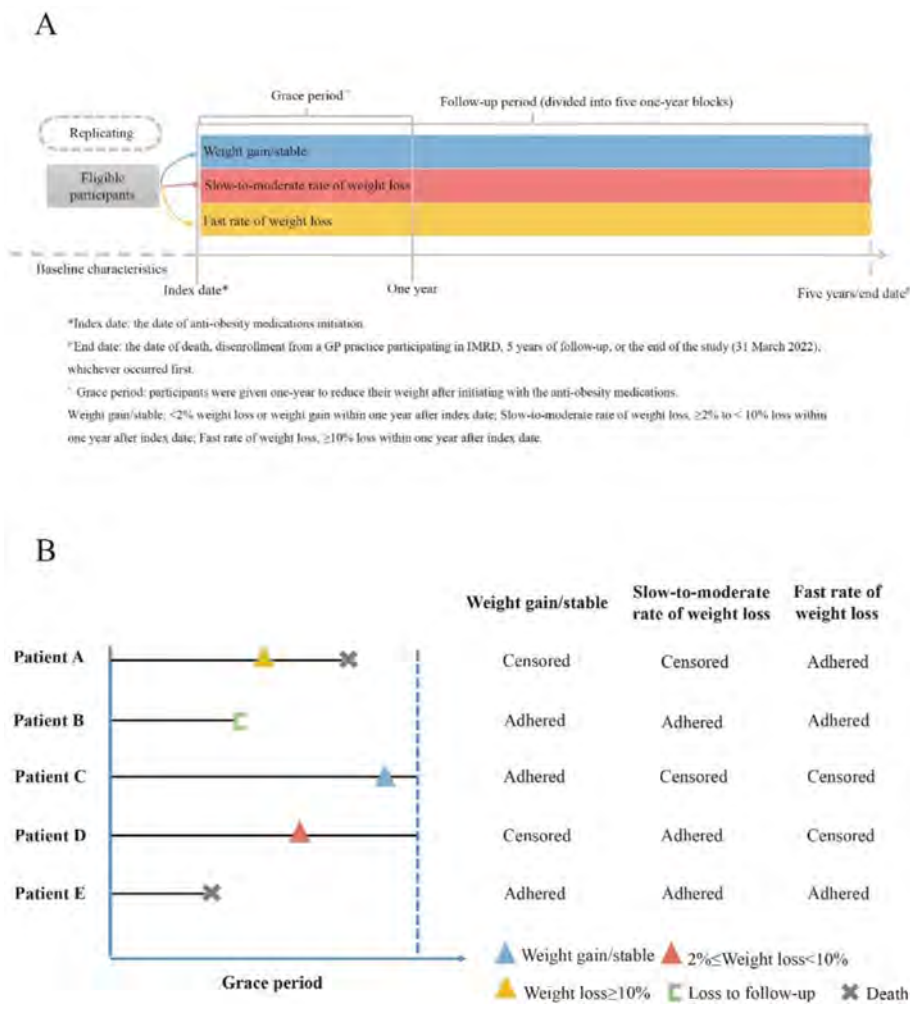 A
Grace period^
Follow-up period (divided into five one-year blocks)
Replicating
Weight gain/stable
Eligible
participants
Slow-to-moderate rate of weight loss
Fast rate of weight loss
Baseline characteristics
Index date*
One year
Five years/end date#
*Index date: the date of anti-obesity medications initiation.
#End date: the date of death, disenrollment from a GP practice participating in IMRD, 5 years of follow-up, or the end of the study (31 March 2022),
whichever occurred first.
^ Grace period: participants were given one-year to reduce their weight after initiating with the anti-obesity medications.
Weight gain/stable: <2% weight loss or weight gain within one year after index date; Slow-to-moderate rate of weight loss, ≥2% to < 10% loss within
one year after index date; Fast rate of weight loss, ≥10% loss within one year after index date.
B
Weight gain/stable Slow-to-moderate rate of weight loss Fast rate of weight loss
Patient A Censored Censored Adhered
Patient B Adhered Adhered Adhered
Patient C Adhered Censored Censored
Patient D Censored Adhered Censored
Patient E Adhered Adhered Adhered
Grace period
Weight gain/stable 2%≤Weight loss<10%
Weight loss≥10% Loss to follow-up Death